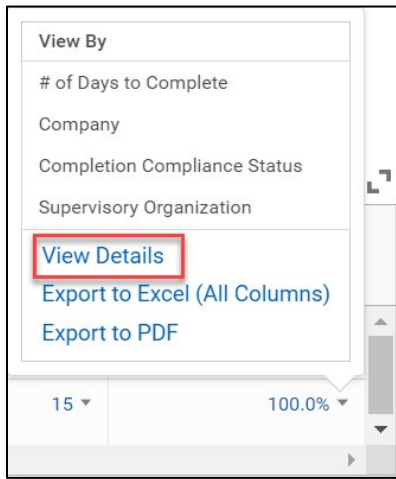 View By
# of Days to Complete
Company
Completion Compliance Status
Supervisory Organization
View Details
Export to Excel (All Columns)
Export to PDF
15 100.0%